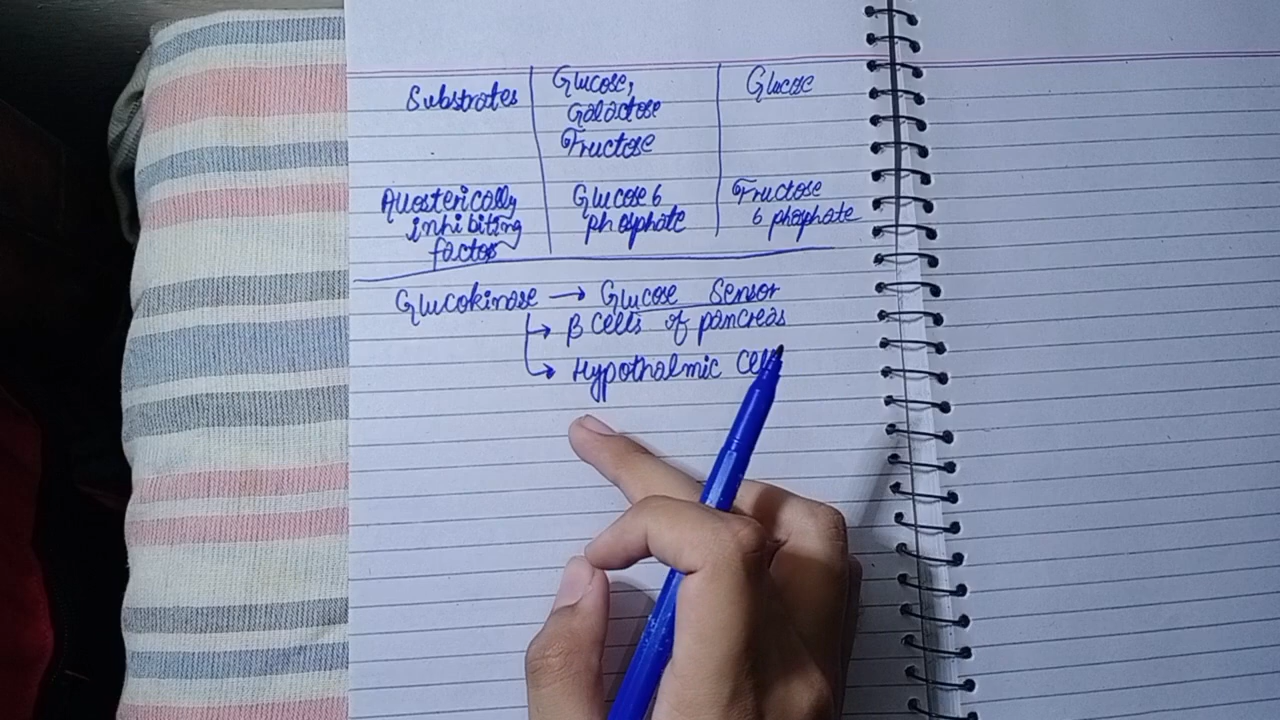 Substrates Glucose, Glucose
Galactose
Fructose
Allosterically Glucose 6 Fructose
inhibiting phosphate 6 phosphate
factor
Glucokinase → Glucose Sensor
→ β cells of pancreas
→ Hypothalmic Cells